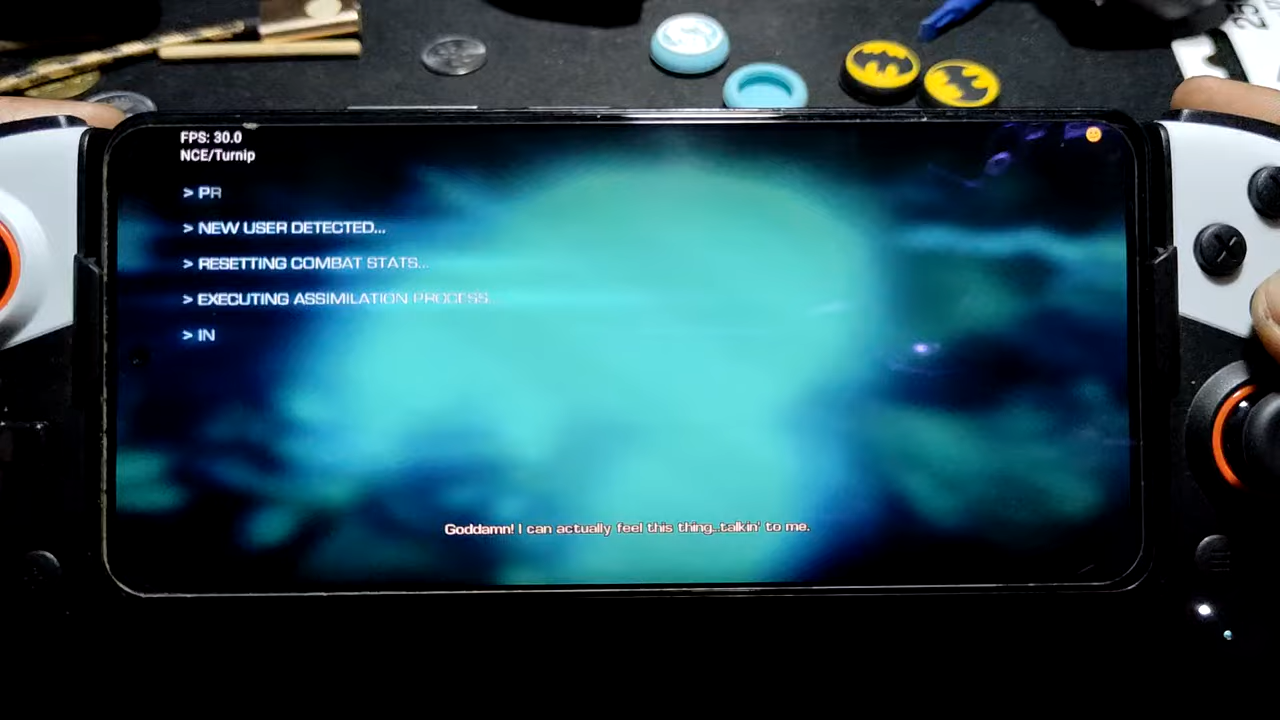 FPS: 30.0
NCE/Turnip
> PR
> NEW USER DETECTED...
> RESETTING COMBAT STATS...
> EXECUTING ASSIMILATION PROCESS.
> IN
Goddamn! I can actually feel this thing...talkin' to me.